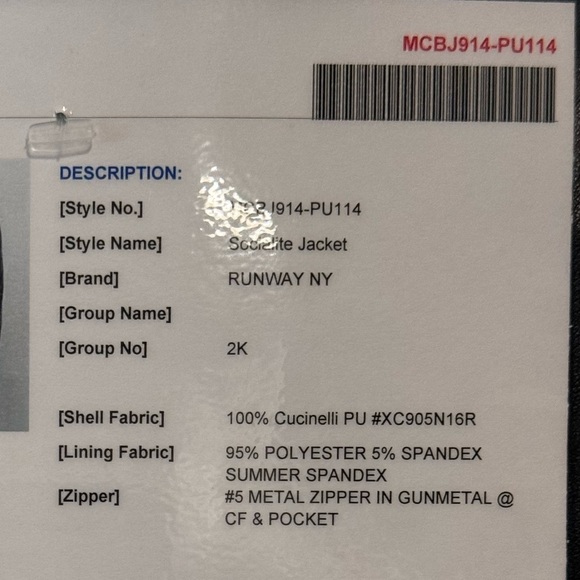 MCBJ914-PU114
DESCRIPTION:
[Style No.] MCBJ914-PU114
[Style Name] Socialite Jacket
[Brand] RUNWAY NY
[Group Name]
[Group No] 2K
[Shell Fabric] 100% Cucinelli PU #XC905N16R
[Lining Fabric] 95% POLYESTER 5% SPANDEX
SUMMER SPANDEX
[Zipper] #5 METAL ZIPPER IN GUNMETAL @
CF & POCKET